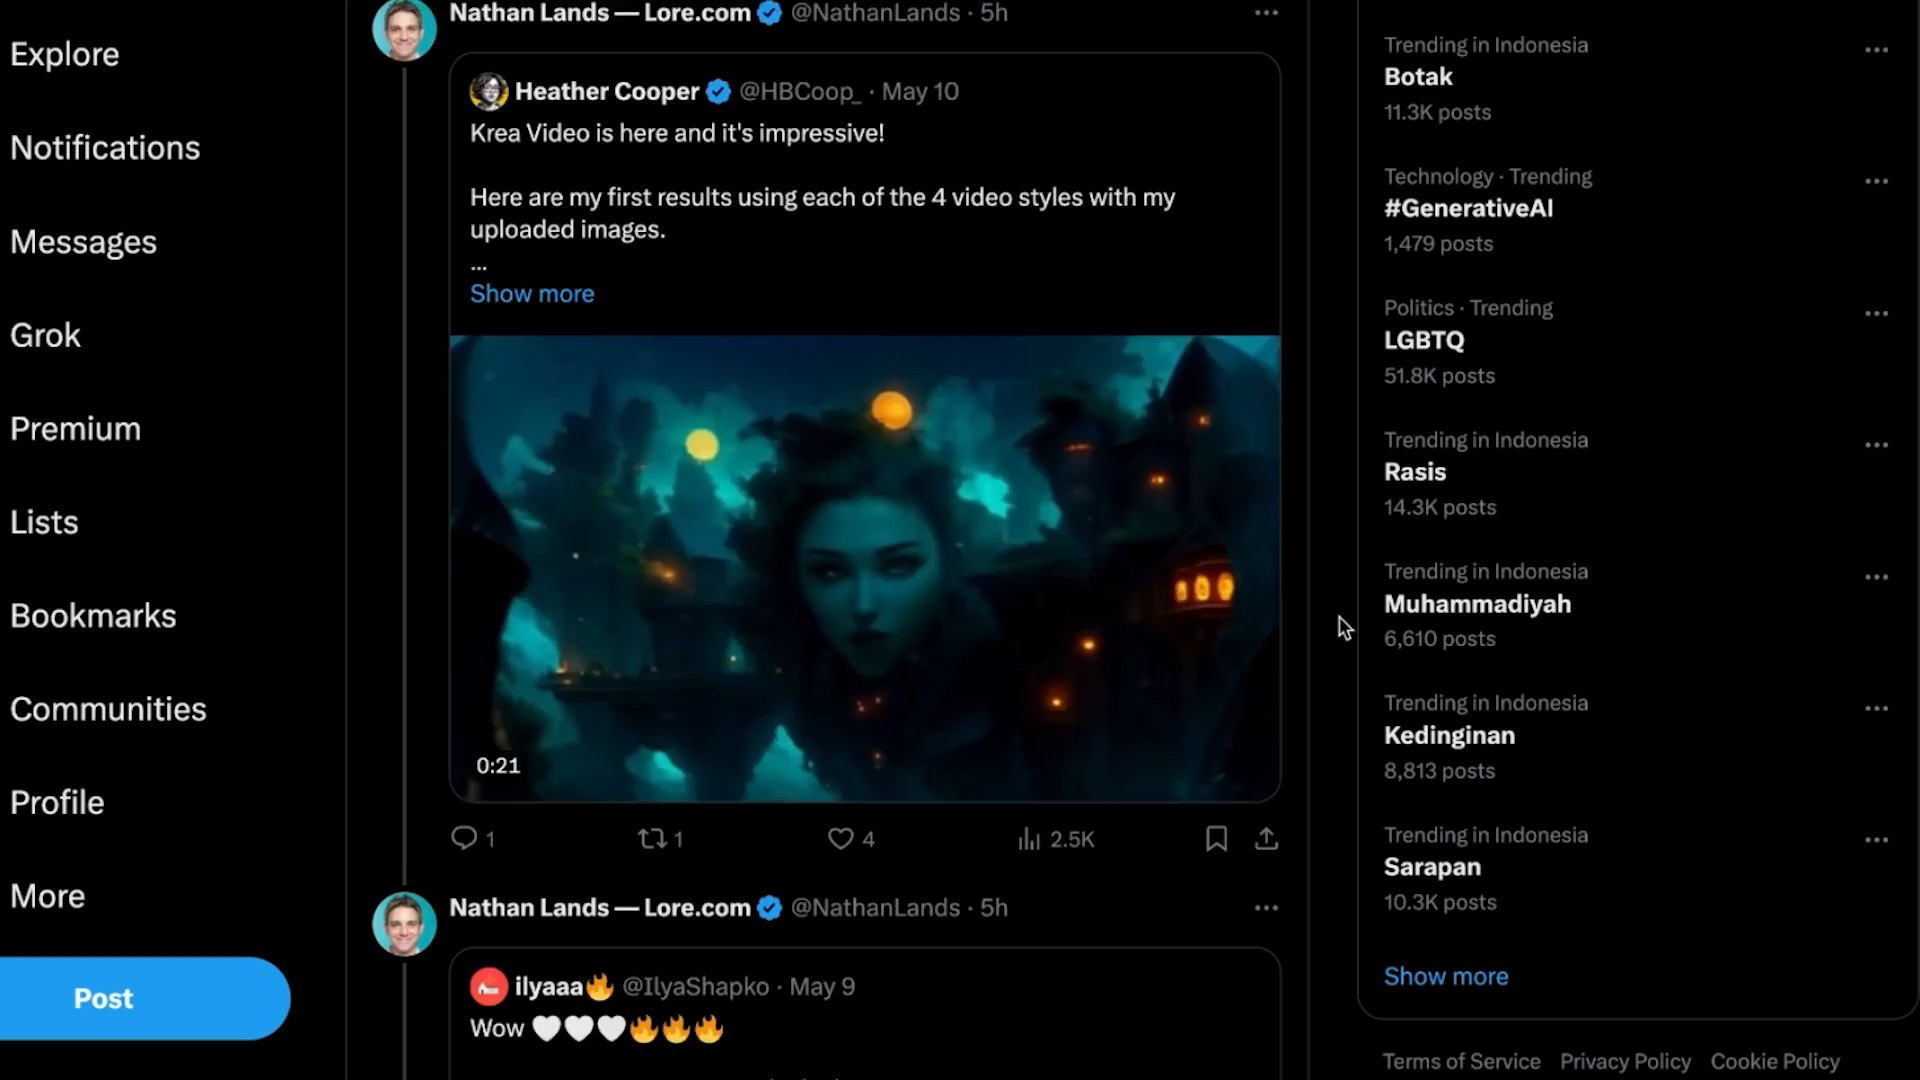 Explore
Notifications
Messages
Grok
Premium
Lists
Bookmarks
Communities
Profile
More
Post
Nathan Lands — Lore.com @NathanLands · 5h
Heather Cooper @HBCoop_ · May 10
Krea Video is here and it's impressive!
Here are my first results using each of the 4 video styles with my
uploaded images.
...
Show more
0:21
1
1
4
2.5K
Nathan Lands — Lore.com @NathanLands · 5h
ilyaaa🔥 @IlyaShapko · May 9
Wow 🤍🤍🤍🔥🔥🔥
Trending in Indonesia
Botak
11.3K posts
Technology · Trending
#GenerativeAI
1,479 posts
Politics · Trending
LGBTQ
51.8K posts
Trending in Indonesia
Rasis
14.3K posts
Trending in Indonesia
Muhammadiyah
6,610 posts
Trending in Indonesia
Kedinginan
8,813 posts
Trending in Indonesia
Sarapan
10.3K posts
Show more
Terms of Service Privacy Policy Cookie Policy